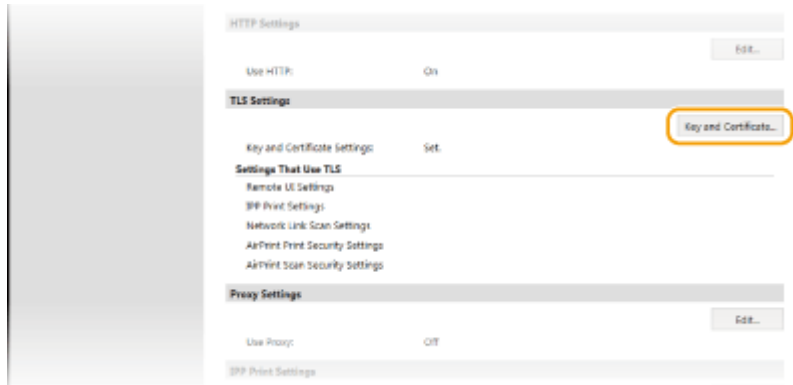 HTTP Settings
Edit...
Use HTTP: On
TLS Settings
Key and Certificate...
Key and Certificate Settings: Set.
Settings That Use TLS
Remote UI Settings
IPP Print Settings
Network Link Scan Settings
AirPrint Print Security Settings
AirPrint Scan Security Settings
Proxy Settings
Edit...
Use Proxy: Off
IPP Print Settings